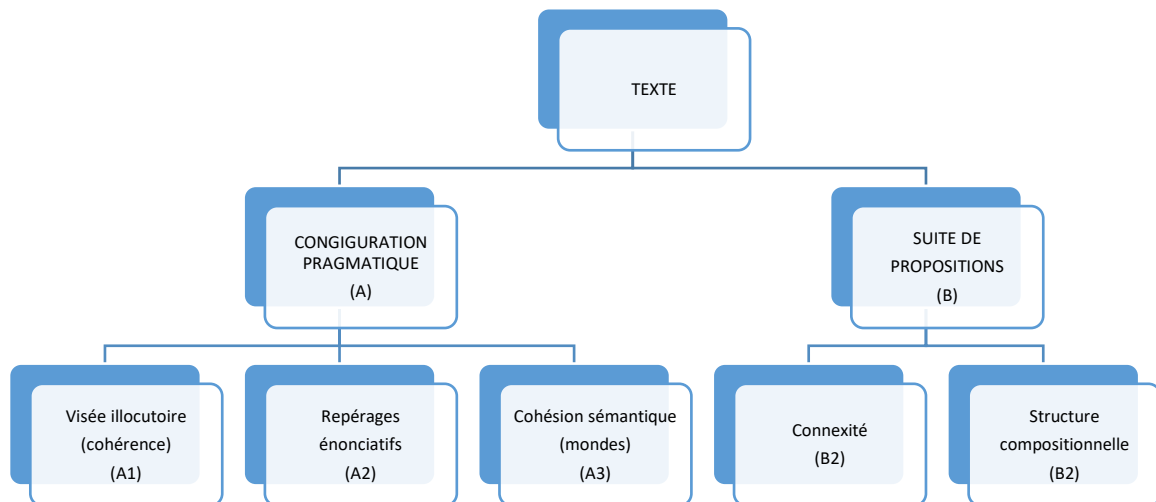 TEXTE
CONGIGURATION
PRAGMATIQUE
(A)
SUITE DE
PROPOSITIONS
(B)
Visée illocutoire
(cohérence)
(A1)
Repérages
énonciatifs
(A2)
Cohésion sémantique
(mondes)
(A3)
Connexité
(B2)
Structure
compositionnelle
(B2)